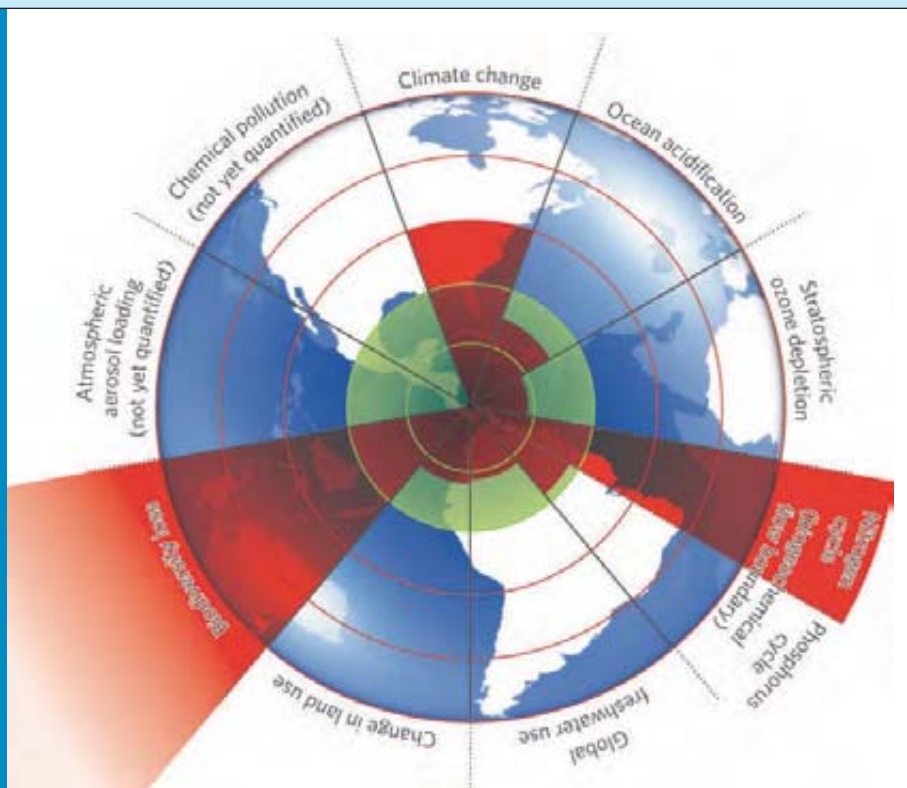 Climate change
Ocean acidification
Stratospheric
ozone depletion
Nitrogen
cycle
(biogeochemical
flow boundary)
Phosphorus
cycle
Global
freshwater use
Change in land use
Biodiversity loss
Atmospheric
aerosol loading
(not yet quantified)
Chemical pollution
(not yet quantified)